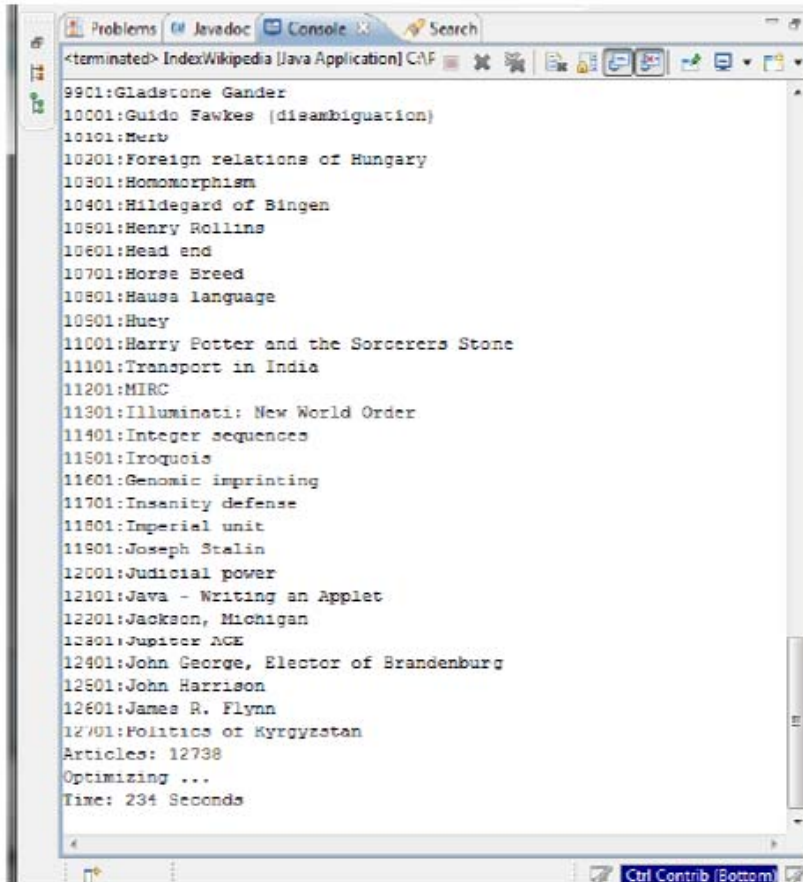 Problems Javadoc Console Search
<terminated> IndexWikipedia [Java Application] C:\F
9901:Gladstone Gander
10001:Guido Fawkes (disambiguation)
10101:Herb
10201:Foreign relations of Hungary
10301:Homomorphism
10401:Hildegard of Bingen
10501:Henry Rollins
10601:Head end
10701:Horse Breed
10801:Hausa language
10901:Huey
11001:Harry Potter and the Sorcerers Stone
11101:Transport in India
11201:MIRC
11301:Illuminati: New World Order
11401:Integer sequences
11501:Iroquois
11601:Genomic imprinting
11701:Insanity defense
11801:Imperial unit
11901:Joseph Stalin
12001:Judicial power
12101:Java - Writing an Applet
12201:Jackson, Michigan
12301:Jupiter ACE
12401:John George, Elector of Brandenburg
12501:John Harrison
12601:James R. Flynn
12701:Politics of Kyrgyzstan
Articles: 12738
Optimizing ...
Time: 234 Seconds
Ctrl Contrib (Bottom)